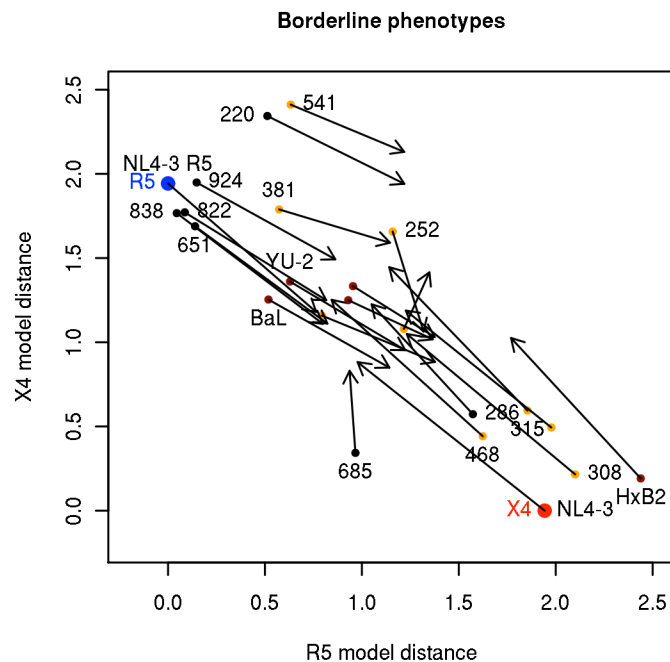 Borderline phenotypes
X4 model distance
2.5
2.0
1.5
1.0
0.5
0.0
541
220
NL4-3 R5
R5
924
381
838
822
252
651
YU-2
BaL
286
315
468
685
308
HxB2
X4
NL4-3
0.0
0.5
1.0
1.5
2.0
2.5
R5 model distance